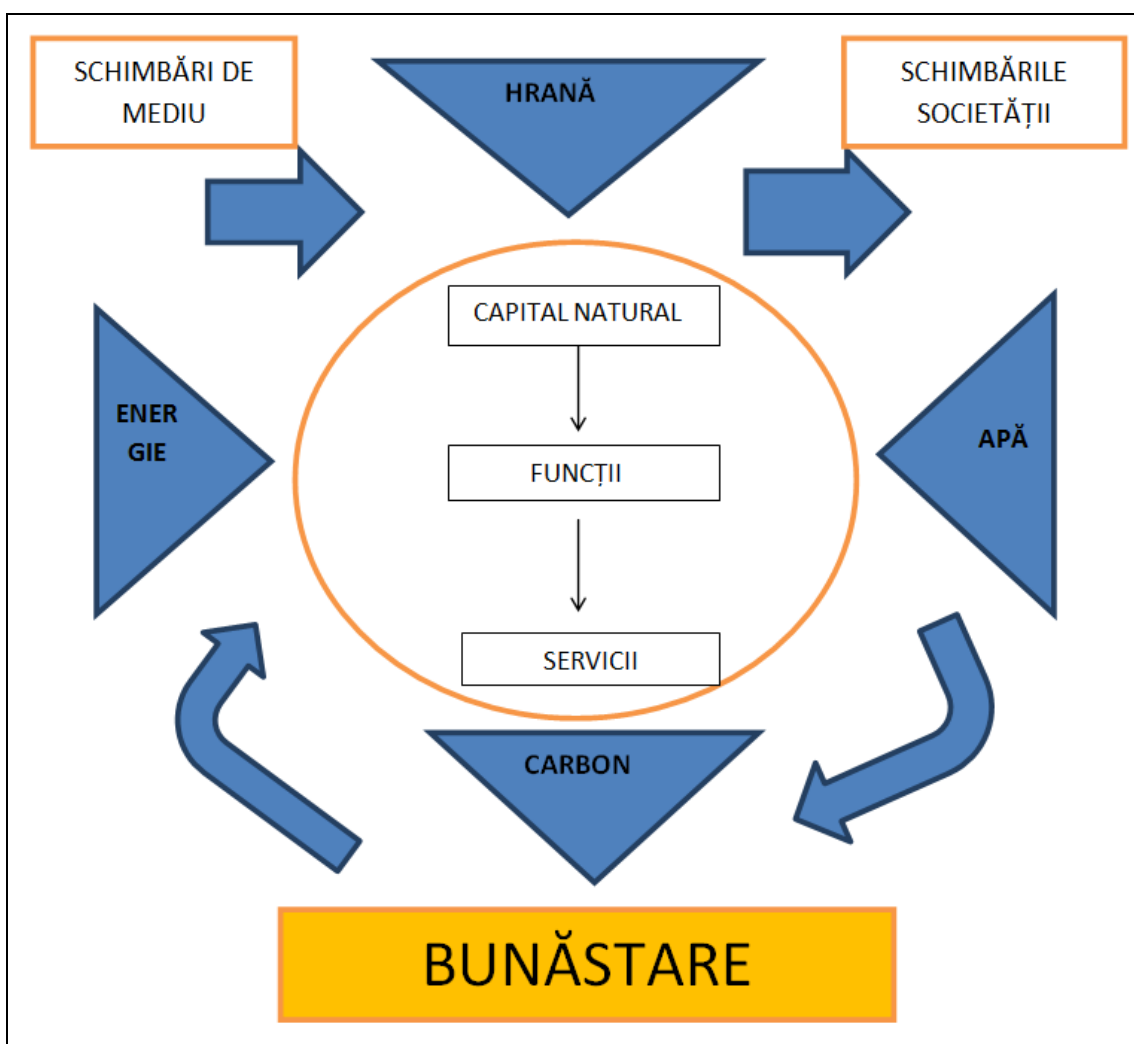 SCHIMBĂRI DE
MEDIU
HRANĂ
SCHIMBĂRILE
SOCIETĂȚII
CAPITAL NATURAL
ENER
GIE
FUNCȚII
APĂ
SERVICII
CARBON
BUNĂSTARE